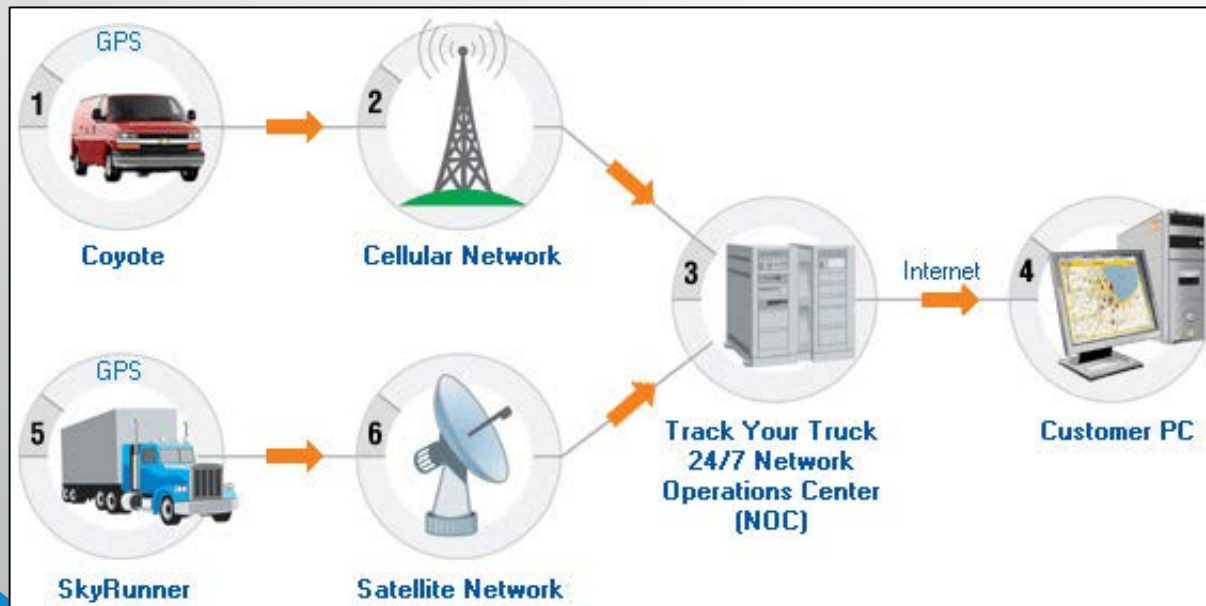 GPS
1
Coyote
2
Cellular Network
3
Track Your Truck
24/7 Network
Operations Center
(NOC)
Internet
4
Customer PC
GPS
5
SkyRunner
6
Satellite Network